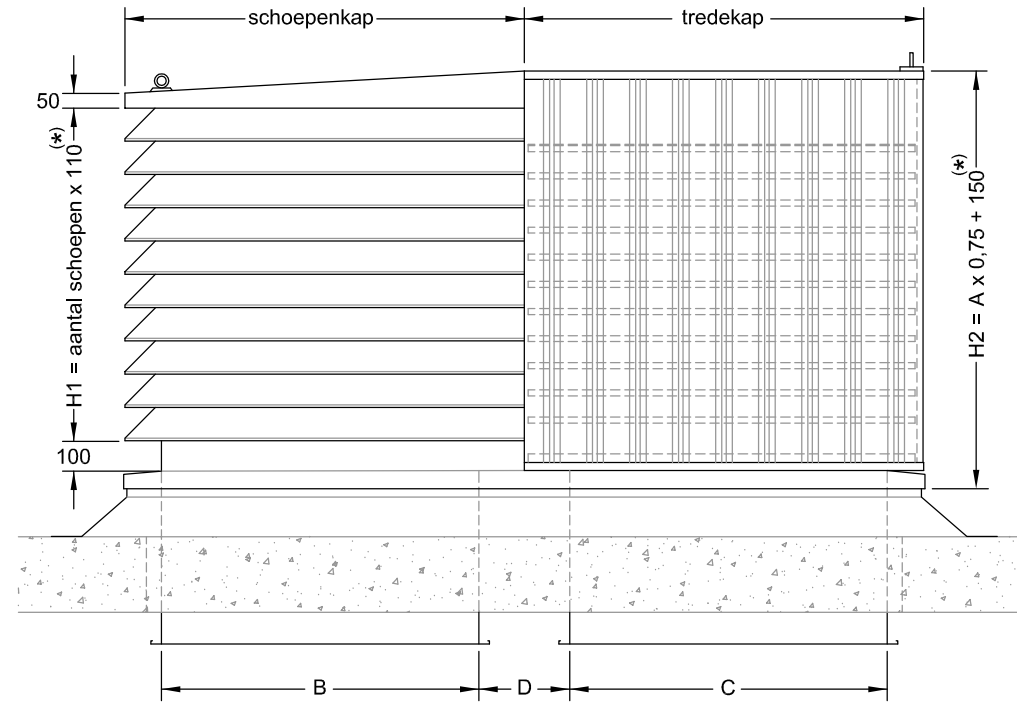 schoepenkap
tredekap
50
H1 = aantal schoepen x 110 (*)
H2 = A x 0,75 + 150 (*)
100
B
D
C